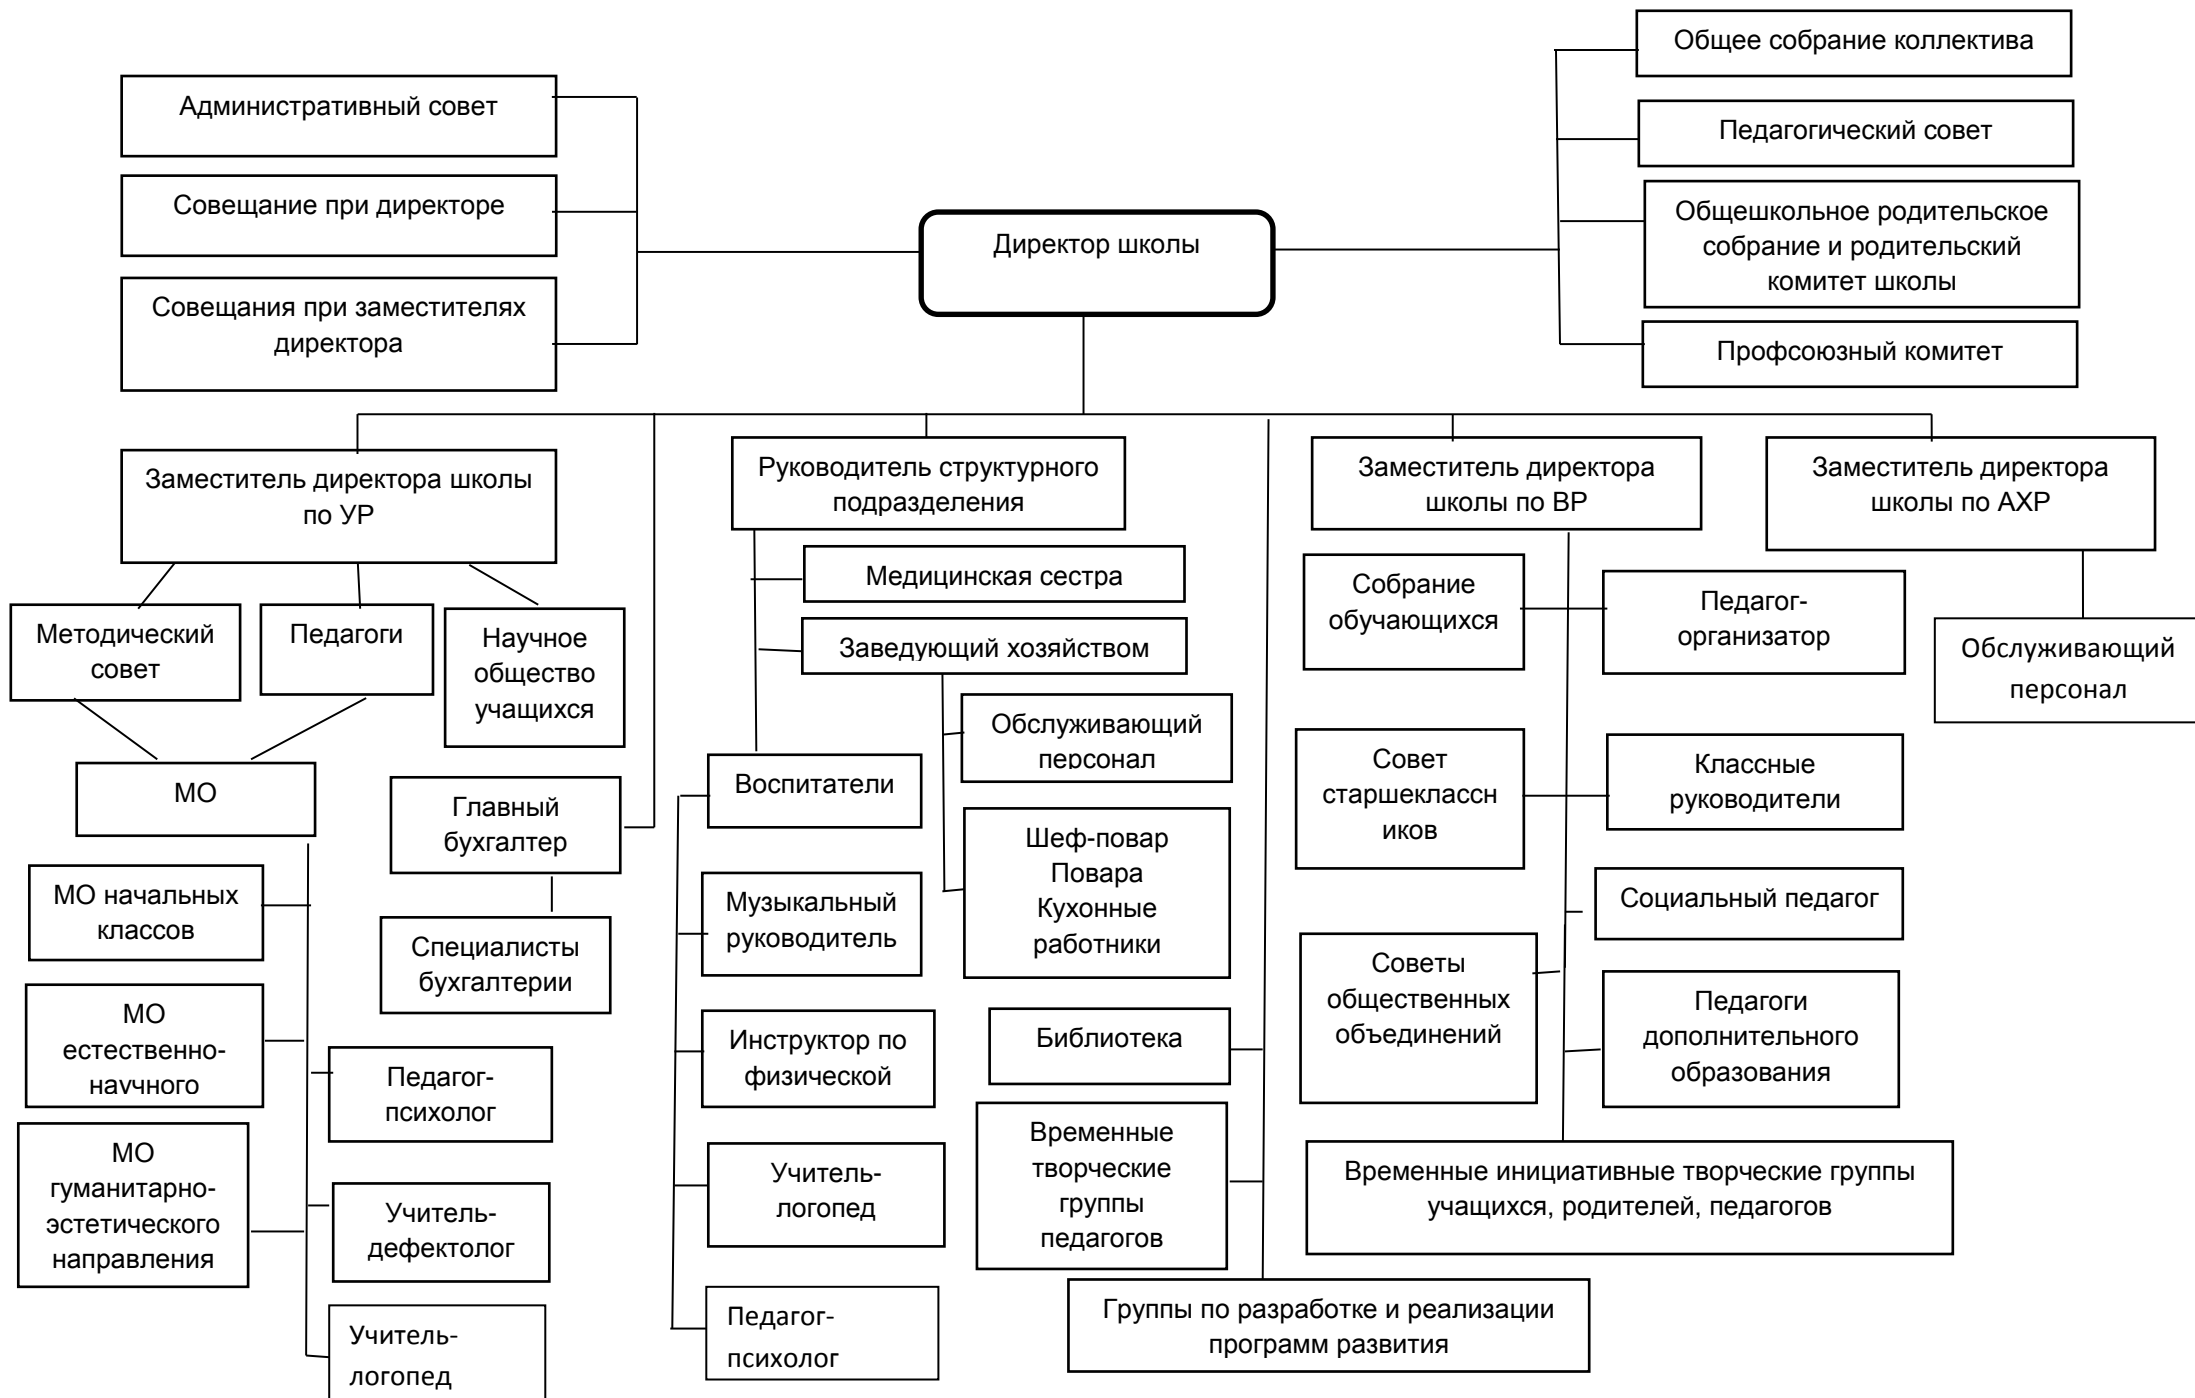 Общее собрание коллектива
Административный совет
Педагогический совет
Совещание при директоре
Общешкольное родительское
собрание и родительский
комитет школы
Директор школы
Совещания при заместителях
директора
Профсоюзный комитет
Заместитель директора школы
по УР
Руководитель структурного
подразделения
Заместитель директора
школы по ВР
Заместитель директора
школы по АХР
Медицинская сестра
Заведующий хозяйством
Собрание
обучающихся
Педагог-
организатор
Обслуживающий
персонал
Методический
совет
Педагоги
Научное
общество
учащихся
Обслуживающий
персонал
МО
Главный
бухгалтер
Воспитатели
Шеф-повар
Повара
Кухонные
работники
Совет
старшеклассн
иков
Классные
руководители
МО начальных
классов
Специалисты
бухгалтерии
Музыкальный
руководитель
Социальный педагог
Советы
общественных
объединений
Педагоги
дополнительного
образования
МО
естественно-
научного
Педагог-
психолог
Инструктор по
физической
Библиотека
Временные
творческие
группы
педагогов
Временные инициативные творческие группы
учащихся, родителей, педагогов
МО
гуманитарно-
эстетического
направления
Учитель-
дефектолог
Учитель-
логопед
Учитель-
логопед
Педагог-
психолог
Группы по разработке и реализации
программ развития